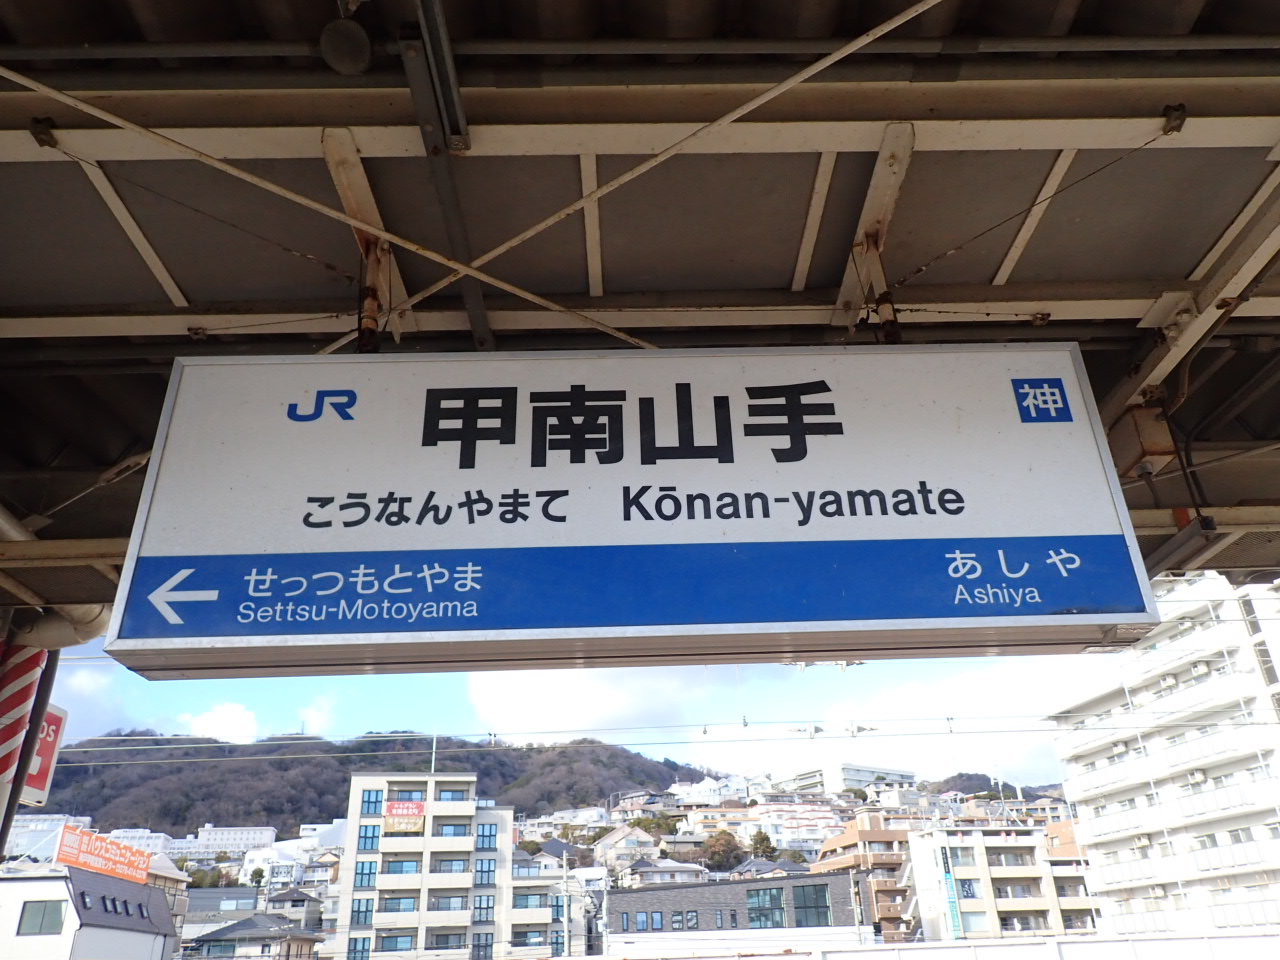 JR 甲南山手 神
こうなんやまて Kōnan-yamate
← せっつもとやま あしや
Settsu-Motoyama Ashiya